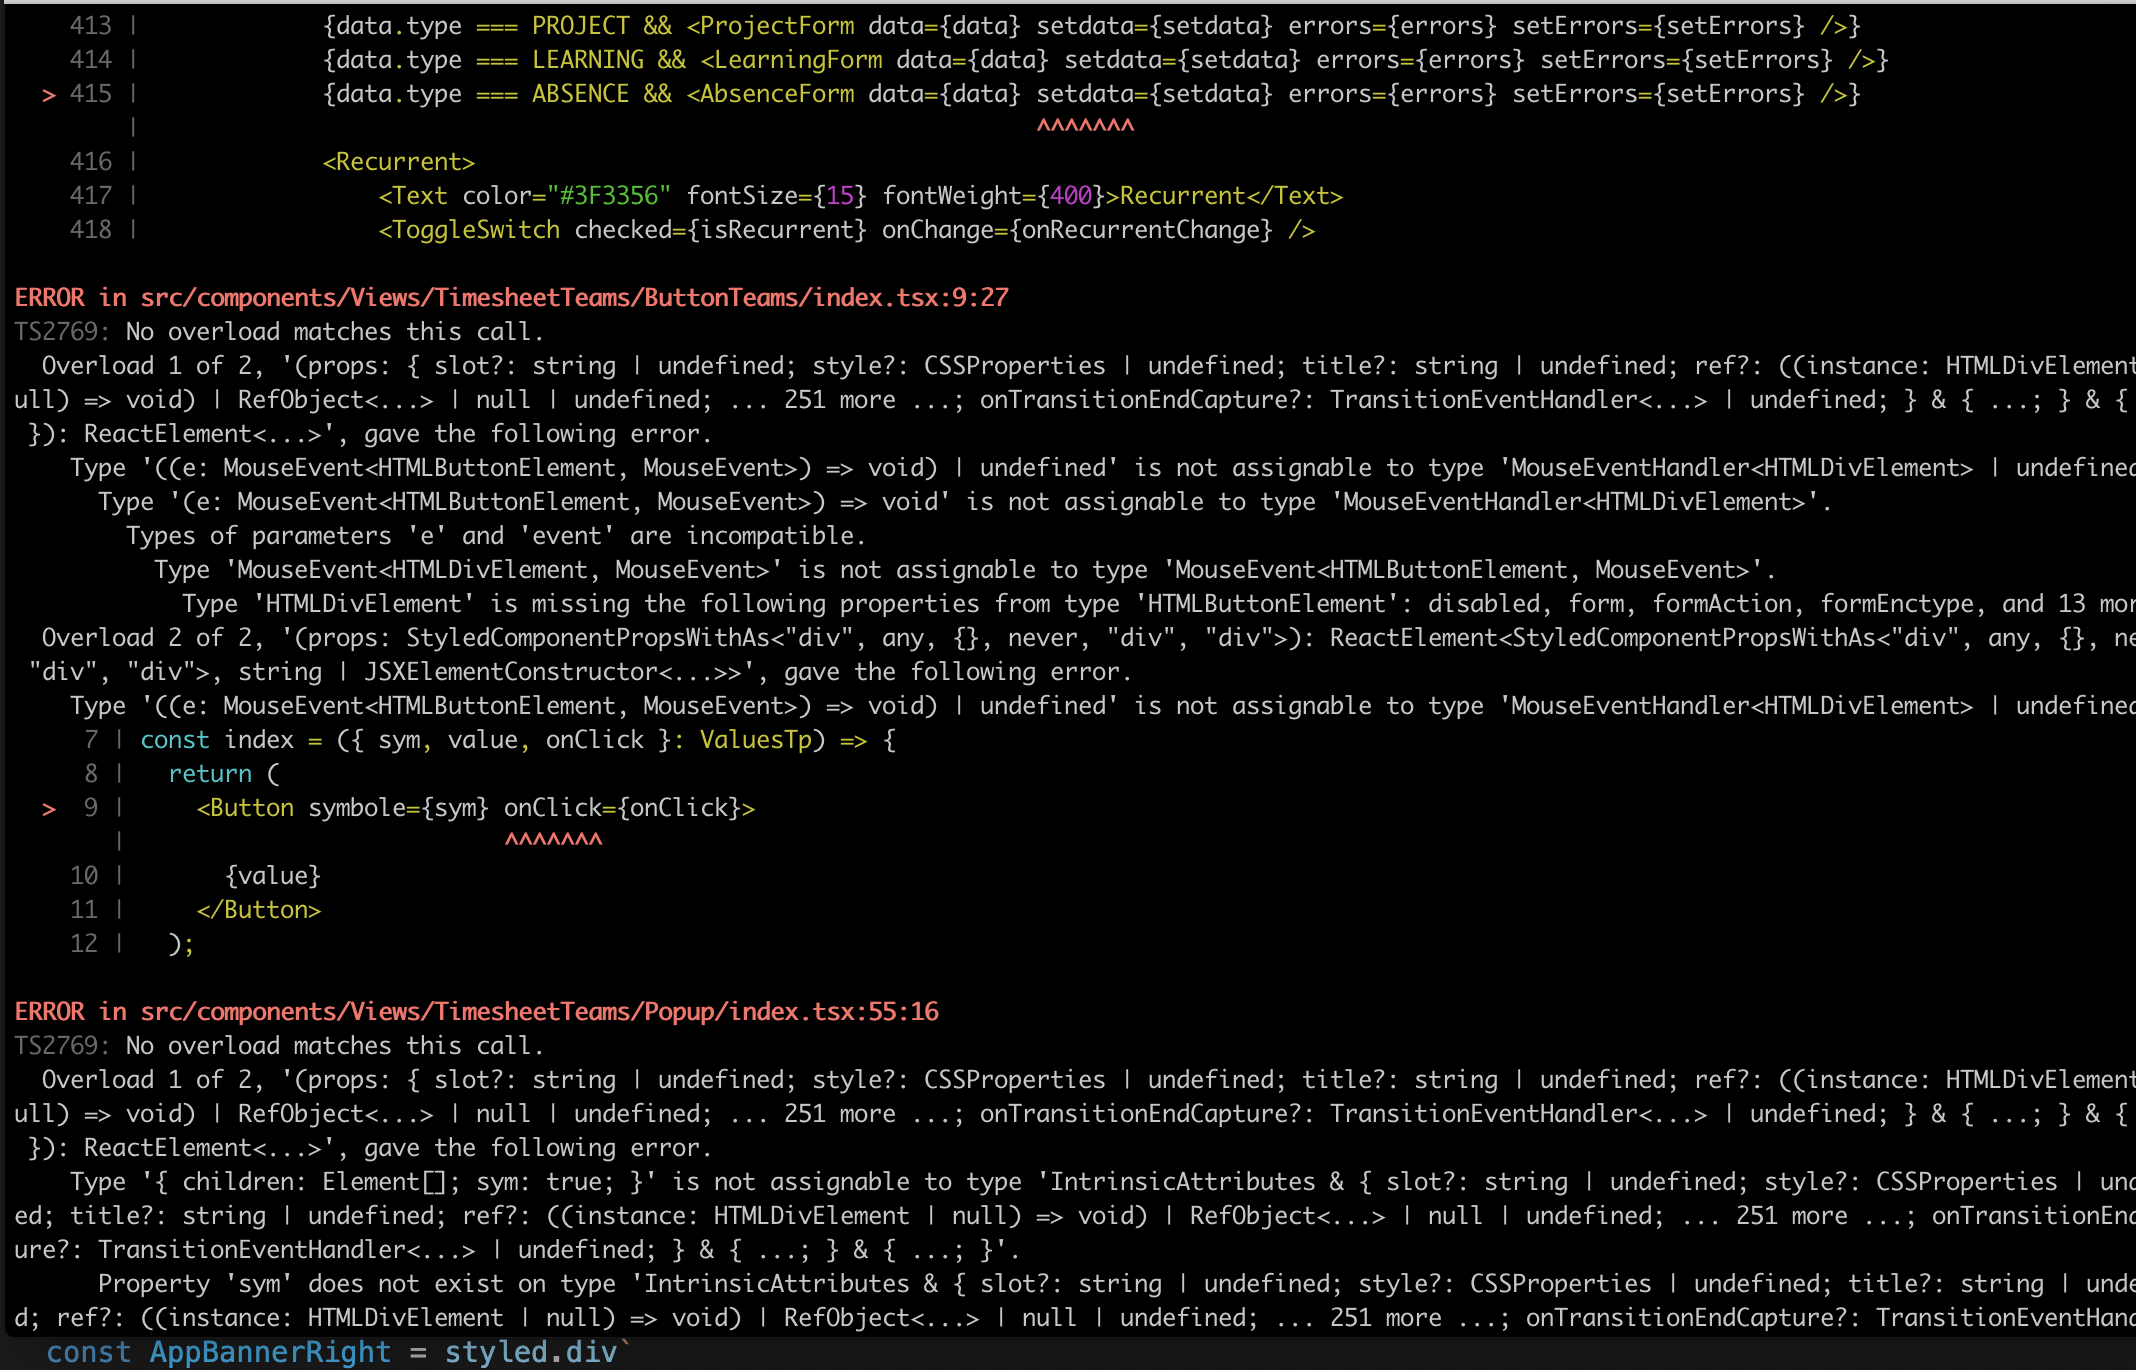 413 |             {data.type === PROJECT && <ProjectForm data={data} setdata={setdata} errors={errors} setErrors={setErrors} />}
414 |             {data.type === LEARNING && <LearningForm data={data} setdata={setdata} errors={errors} setErrors={setErrors} />}
> 415 |             {data.type === ABSENCE && <AbsenceForm data={data} setdata={setdata} errors={errors} setErrors={setErrors} />}
|                                                                ^^^^^^^
416 |             <Recurrent>
417 |                 <Text color="#3F3356" fontSize={15} fontWeight={400}>Recurrent</Text>
418 |                 <ToggleSwitch checked={isRecurrent} onChange={onRecurrentChange} />
ERROR in src/components/Views/TimesheetTeams/ButtonTeams/index.tsx:9:27
TS2769: No overload matches this call.
Overload 1 of 2, '(props: { slot?: string | undefined; style?: CSSProperties | undefined; title?: string | undefined; ref?: ((instance: HTMLDivElement
ull) => void) | RefObject<...> | null | undefined; ... 251 more ...; onTransitionEndCapture?: TransitionEventHandler<...> | undefined; } & { ...; } & {
}): ReactElement<...>', gave the following error.
Type '((e: MouseEvent<HTMLButtonElement, MouseEvent>) => void) | undefined' is not assignable to type 'MouseEventHandler<HTMLDivElement> | undefined
Type '(e: MouseEvent<HTMLButtonElement, MouseEvent>) => void' is not assignable to type 'MouseEventHandler<HTMLDivElement>'.
Types of parameters 'e' and 'event' are incompatible.
Type 'MouseEvent<HTMLDivElement, MouseEvent>' is not assignable to type 'MouseEvent<HTMLButtonElement, MouseEvent>'.
Type 'HTMLDivElement' is missing the following properties from type 'HTMLButtonElement': disabled, form, formAction, formEnctype, and 13 mor
Overload 2 of 2, '(props: StyledComponentPropsWithAs<"div", any, {}, never, "div", "div">): ReactElement<StyledComponentPropsWithAs<"div", any, {}, ne
"div", "div">, string | JSXElementConstructor<...>>', gave the following error.
Type '((e: MouseEvent<HTMLButtonElement, MouseEvent>) => void) | undefined' is not assignable to type 'MouseEventHandler<HTMLDivElement> | undefined
7 | const index = ({ sym, value, onClick }: ValuesTp) => {
8 |   return (
> 9 |     <Button symbole={sym} onClick={onClick}>
|                           ^^^^^^^
10 |       {value}
11 |     </Button>
12 |   );
ERROR in src/components/Views/TimesheetTeams/Popup/index.tsx:55:16
TS2769: No overload matches this call.
Overload 1 of 2, '(props: { slot?: string | undefined; style?: CSSProperties | undefined; title?: string | undefined; ref?: ((instance: HTMLDivElement
ull) => void) | RefObject<...> | null | undefined; ... 251 more ...; onTransitionEndCapture?: TransitionEventHandler<...> | undefined; } & { ...; } & {
}): ReactElement<...>', gave the following error.
Type '{ children: Element[]; sym: true; }' is not assignable to type 'IntrinsicAttributes & { slot?: string | undefined; style?: CSSProperties | und
ed; title?: string | undefined; ref?: ((instance: HTMLDivElement | null) => void) | RefObject<...> | null | undefined; ... 251 more ...; onTransitionEnd
ure?: TransitionEventHandler<...> | undefined; } & { ...; } & { ...; }'.
Property 'sym' does not exist on type 'IntrinsicAttributes & { slot?: string | undefined; style?: CSSProperties | undefined; title?: string | unde
d; ref?: ((instance: HTMLDivElement | null) => void) | RefObject<...> | null | undefined; ... 251 more ...; onTransitionEndCapture?: TransitionEventHand
const AppBannerRight = styled.div`